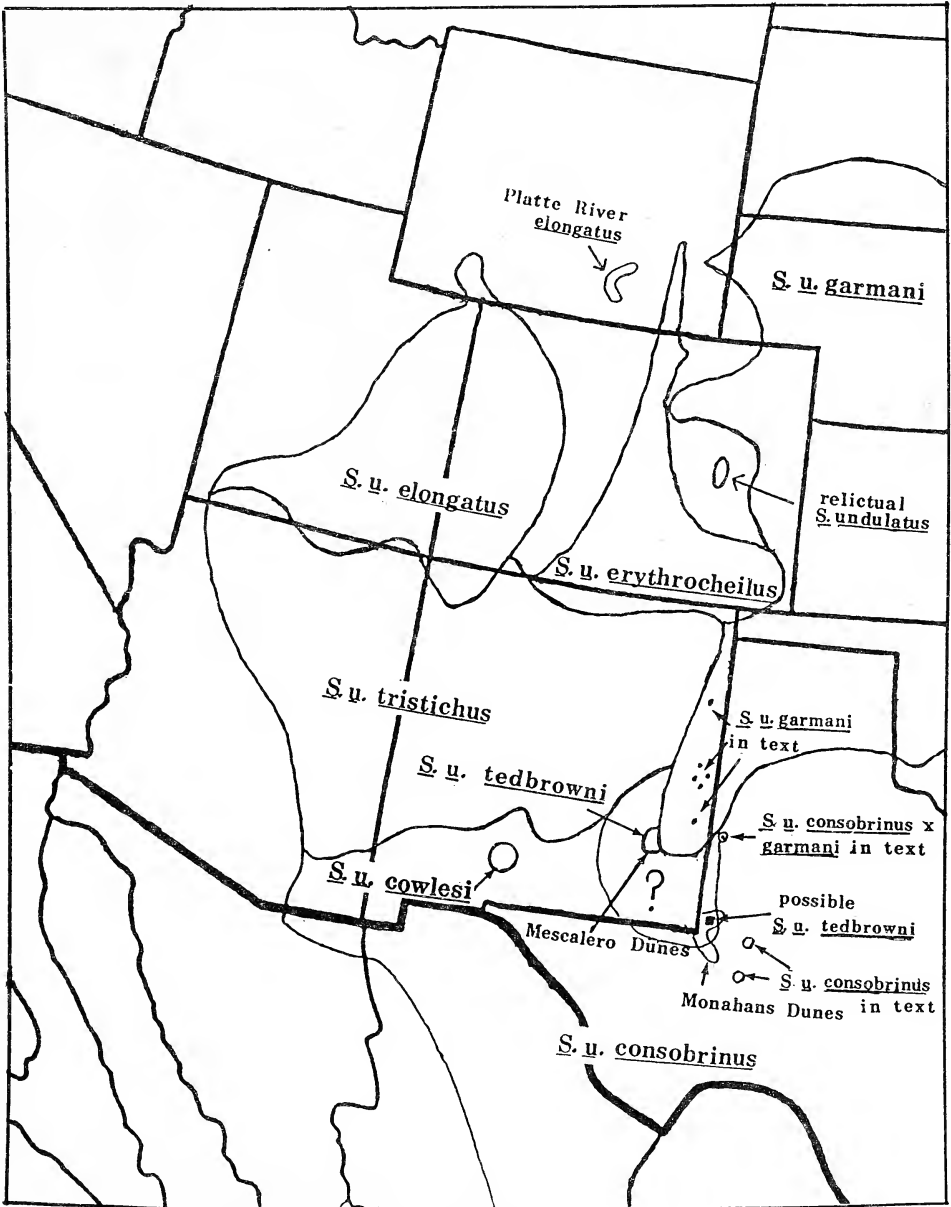 Platte River
elongatus
S. u. garmani
S. u. elongatus
relictual
S. undulatus
S. u. erythrocheilus
S. u. tristichus
S. u. garmani
in text
S. u. tedbrowni
S. u. consobrinus x
garmani in text
S. u. cowlesi
?
possible
S. u. tedbrowni
Mescalero Dunes
S. u. consobrinus
in text
Monahans Dunes
S. u. consobrinus